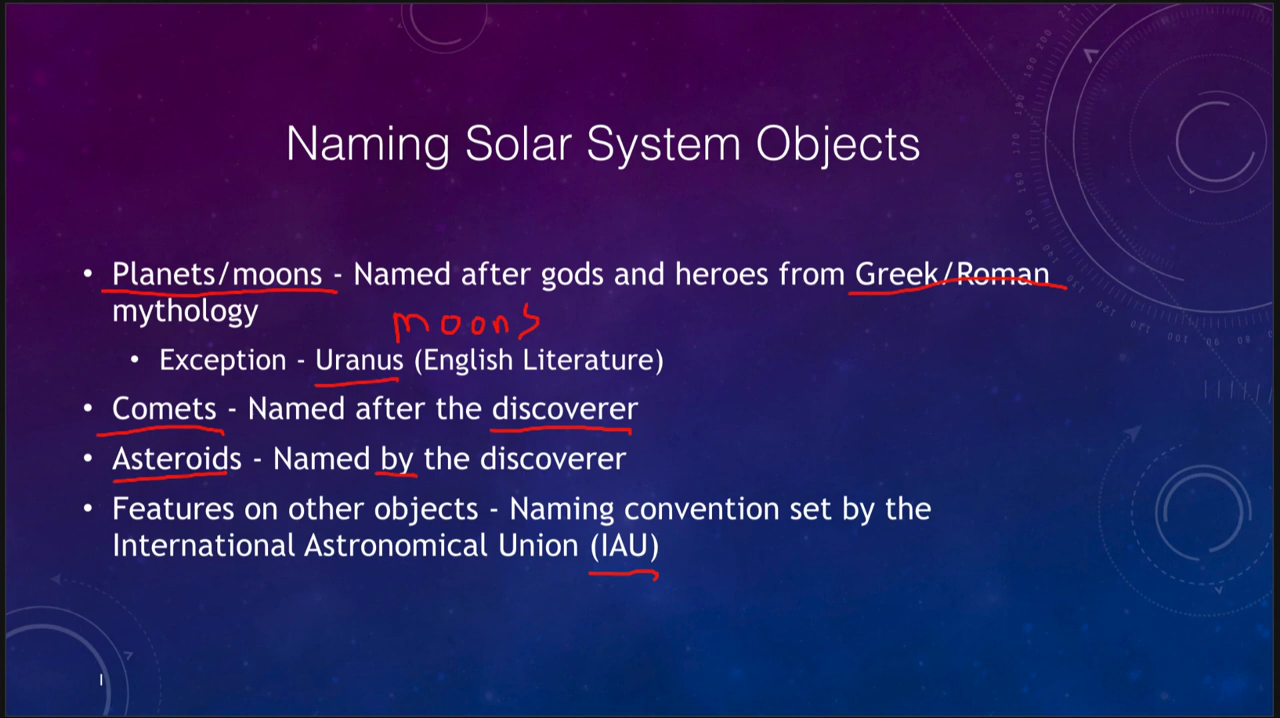 Naming Solar System Objects
• Planets/moons - Named after gods and heroes from Greek/Roman
mythology
moons
• Exception - Uranus (English Literature)
• Comets - Named after the discoverer
• Asteroids - Named by the discoverer
• Features on other objects - Naming convention set by the
International Astronomical Union (IAU)
1